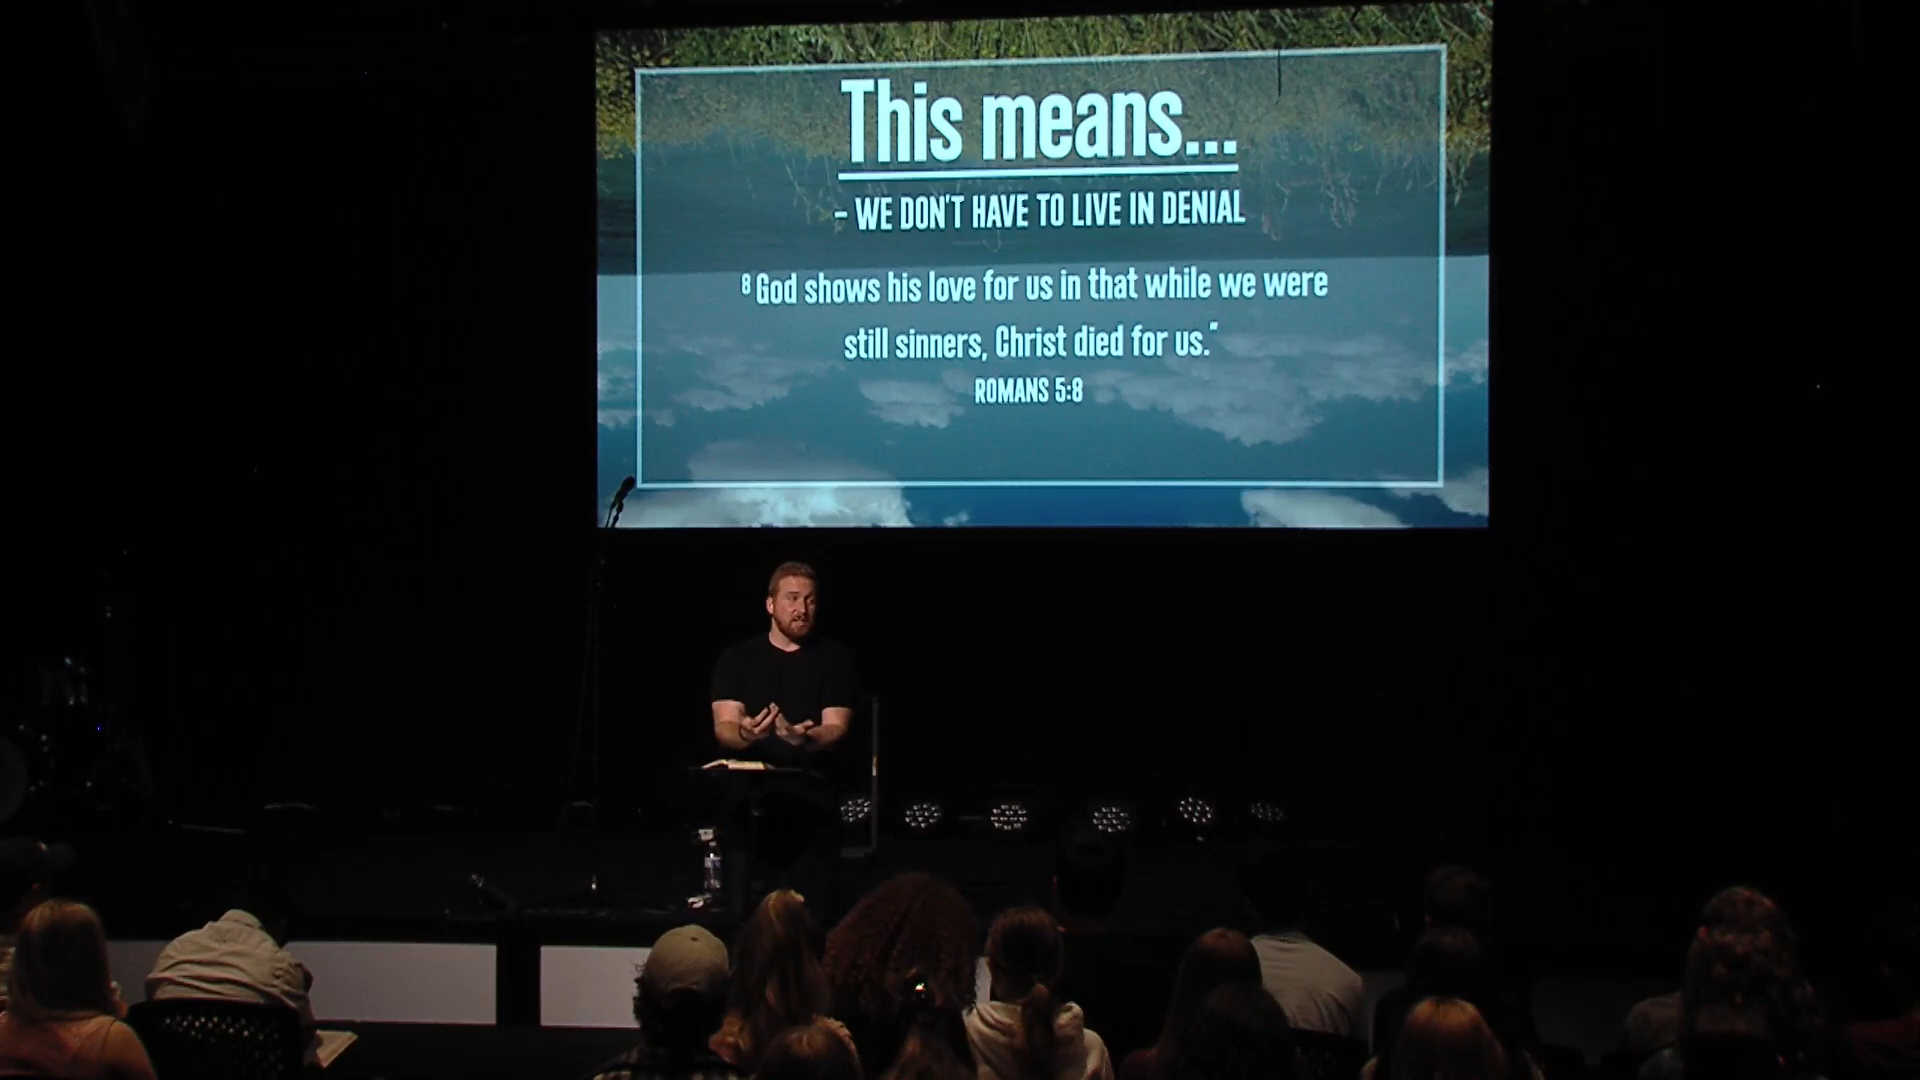 This means...
- WE DON'T HAVE TO LIVE IN DENIAL
8 God shows his love for us in that while we were
still sinners, Christ died for us."
ROMANS 5:8